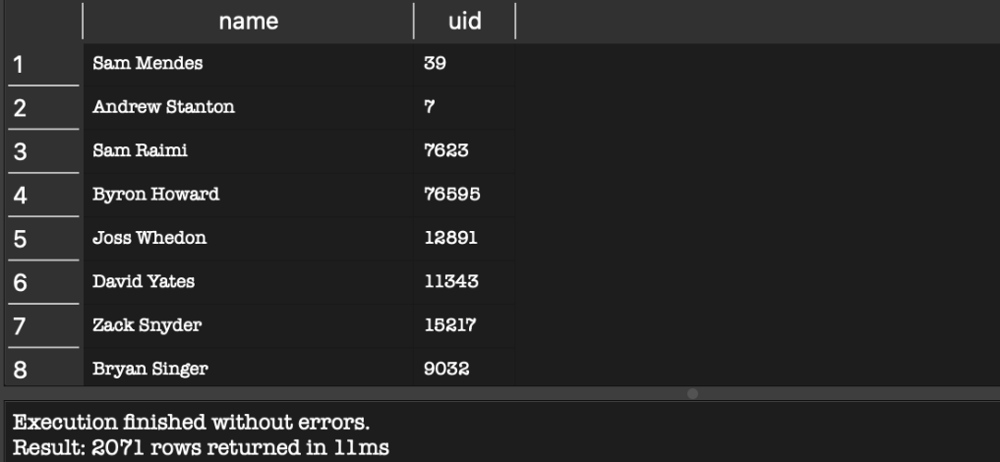 name uid
1 Sam Mendes 39
2 Andrew Stanton 7
3 Sam Raimi 7623
4 Byron Howard 76595
5 Joss Whedon 12891
6 David Yates 11343
7 Zack Snyder 15217
8 Bryan Singer 9032
Execution finished without errors.
Result: 2071 rows returned in 11ms